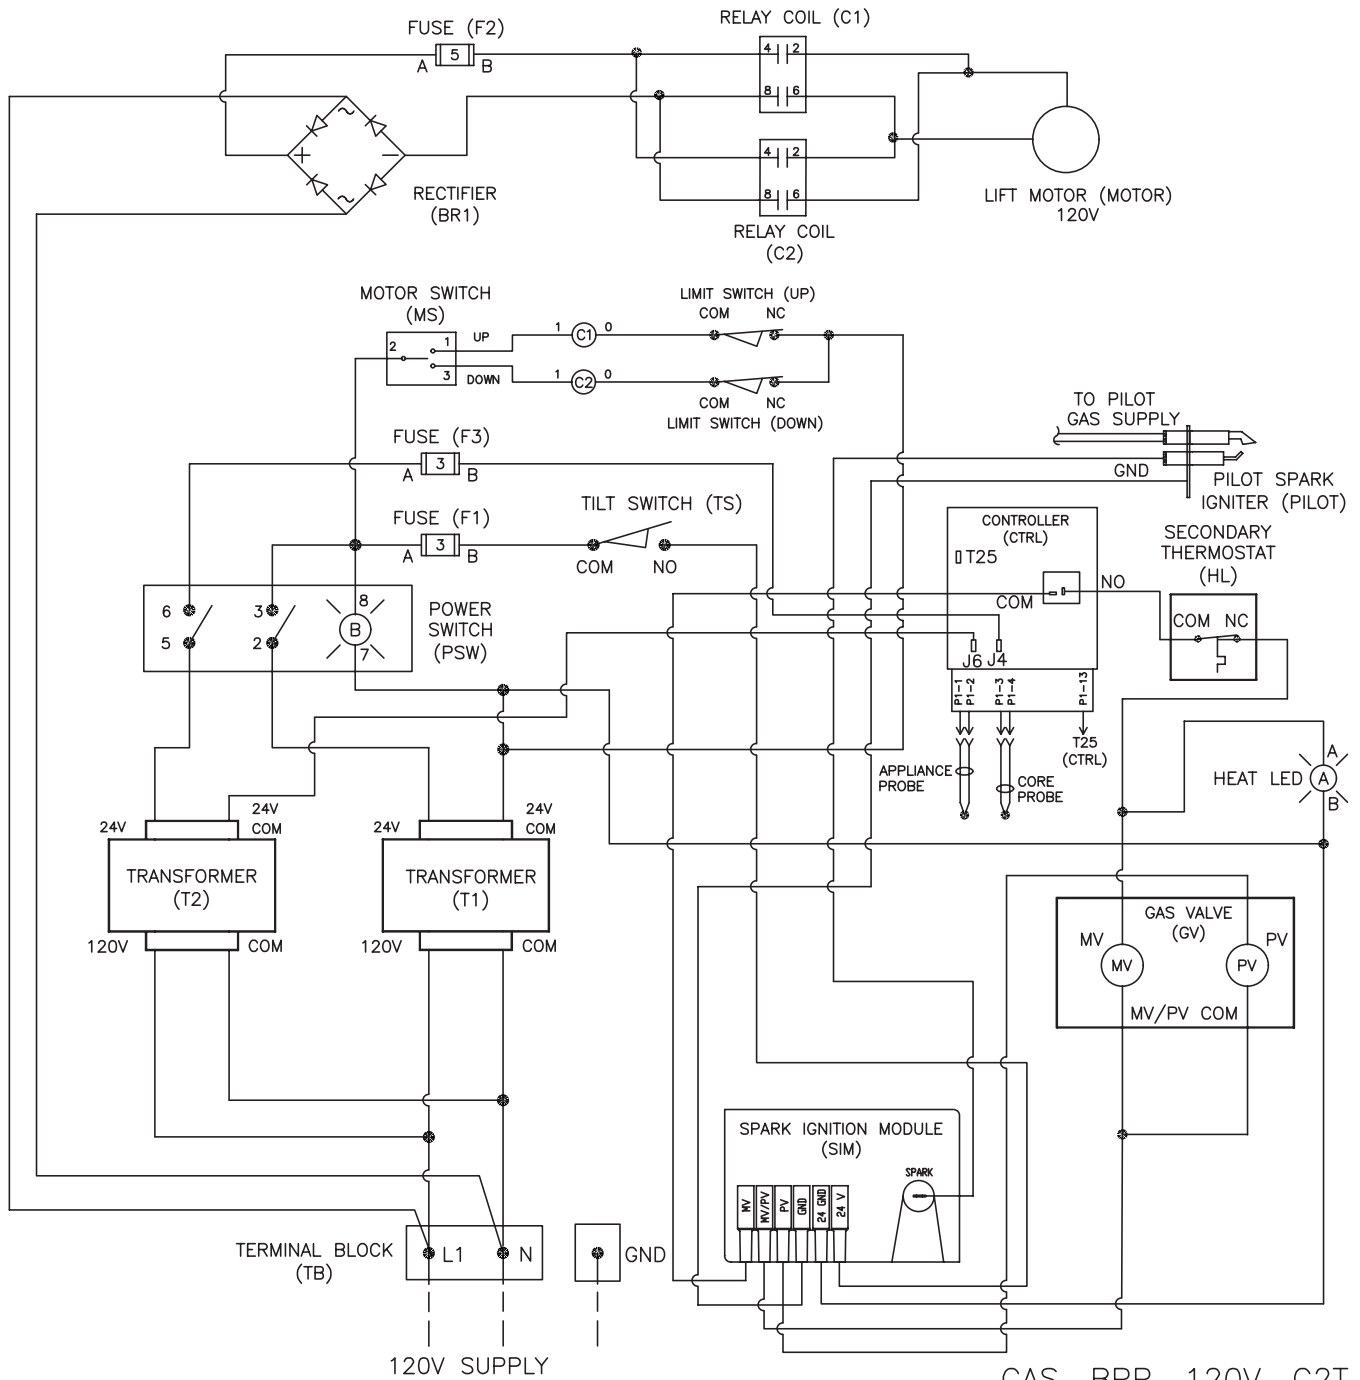 RELAY COIL (C1)
FUSE (F2)
A 5 B
4 2
8 6
4 2
8 6
~
+ −
~
RECTIFIER
(BR1)
LIFT MOTOR (MOTOR)
120V
RELAY COIL
(C2)
MOTOR SWITCH
(MS)
2 1 3
UP
DOWN
1 C1 0
1 C2 0
LIMIT SWITCH (UP)
COM NC
COM NC
LIMIT SWITCH (DOWN)
TO PILOT
GAS SUPPLY
GND
PILOT SPARK
IGNITER (PILOT)
FUSE (F3)
A 3 B
FUSE (F1)
A 3 B
TILT SWITCH (TS)
COM NO
CONTROLLER
(CTRL)
T25
COM
NO
J6 J4
P1-1
P1-2
P1-3
P1-4
P1-13
T25
(CTRL)
APPLIANCE
PROBE
CORE
PROBE
SECONDARY
THERMOSTAT
(HL)
COM NC
6 3 8
B
5 2 7
POWER
SWITCH
(PSW)
HEAT LED
A
A
B
24V
24V
COM
TRANSFORMER
(T2)
120V COM
24V
24V
COM
TRANSFORMER
(T1)
120V COM
GAS VALVE
(GV)
MV PV
MV PV
MV/PV COM
SPARK IGNITION MODULE
(SIM)
SPARK
MV
MV/PV
PV
GND
24 GND
24 V
TERMINAL BLOCK
(TB)
L1 N
GND
120V SUPPLY